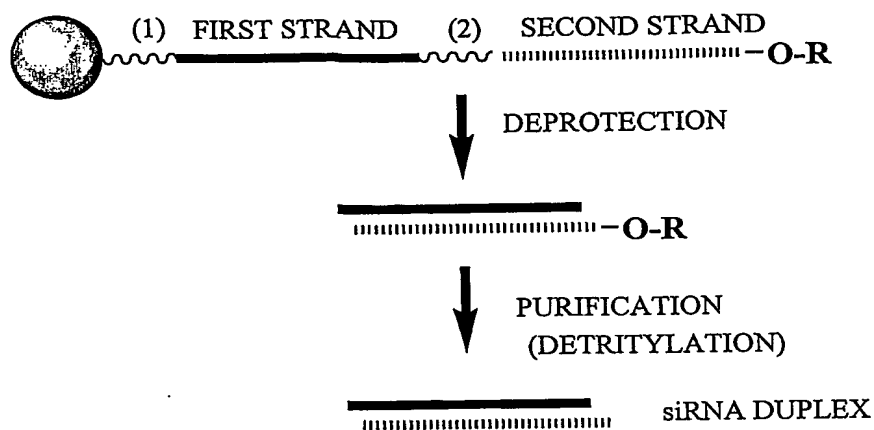 (1) FIRST STRAND (2) SECOND STRAND
O-R
DEPROTECTION
O-R
PURIFICATION
(DETRITYLATION)
siRNA DUPLEX